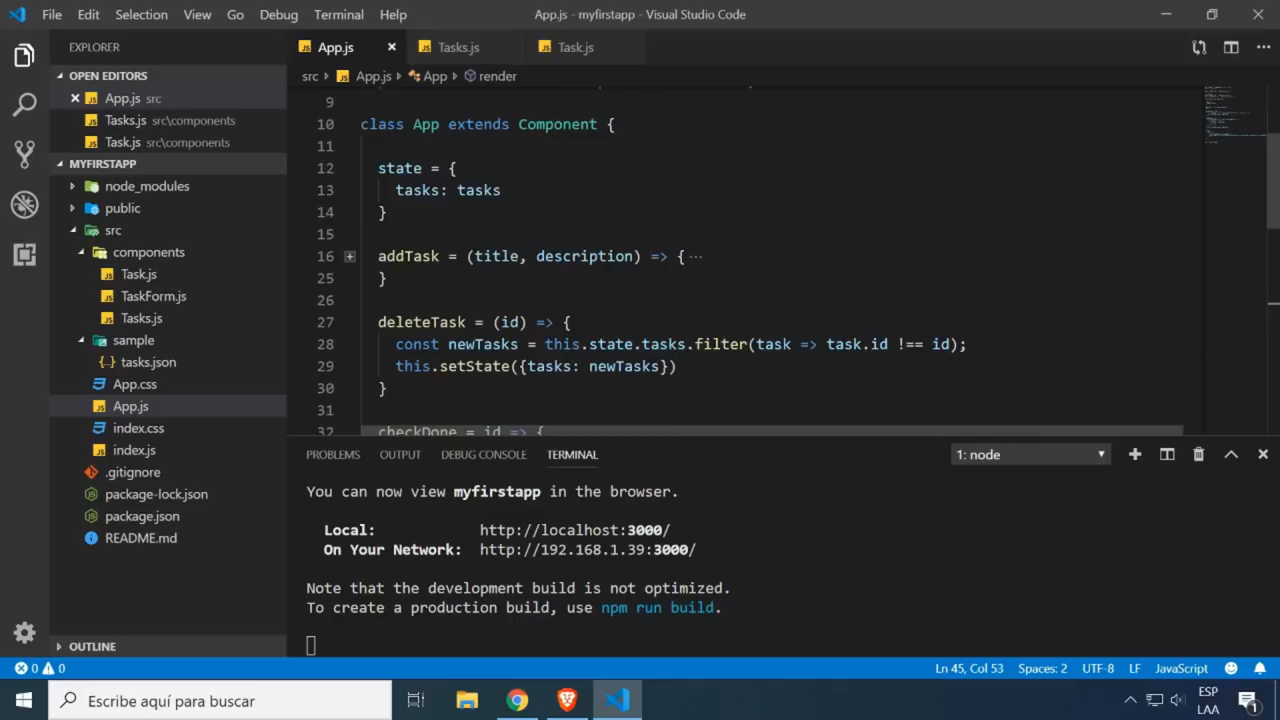 File Edit Selection View Go Debug Terminal Help App.js - myfirstapp - Visual Studio Code
EXPLORER
OPEN EDITORS
App.js src
Tasks.js src\components
Task.js src\components
MYFIRSTAPP
node_modules
public
src
components
Task.js
TaskForm.js
Tasks.js
sample
tasks.json
App.css
App.js
index.css
index.js
.gitignore
package-lock.json
package.json
README.md
OUTLINE
App.js Tasks.js Task.js
src App.js App render
9
10 class App extends Component {
11
12 state = {
13 tasks: tasks
14 }
15
16 addTask = (title, description) => {···
25 }
26
27 deleteTask = (id) => {
28 const newTasks = this.state.tasks.filter(task => task.id !== id);
29 this.setState({tasks: newTasks})
30 }
31
32 checkDone = id => {
PROBLEMS OUTPUT DEBUG CONSOLE TERMINAL 1: node
You can now view myfirstapp in the browser.
Local: http://localhost:3000/
On Your Network: http://192.168.1.39:3000/
Note that the development build is not optimized.
To create a production build, use npm run build.
0 0 Ln 45, Col 53 Spaces: 2 UTF-8 LF JavaScript
Escribe aquí para buscar
ESP
LAA
1